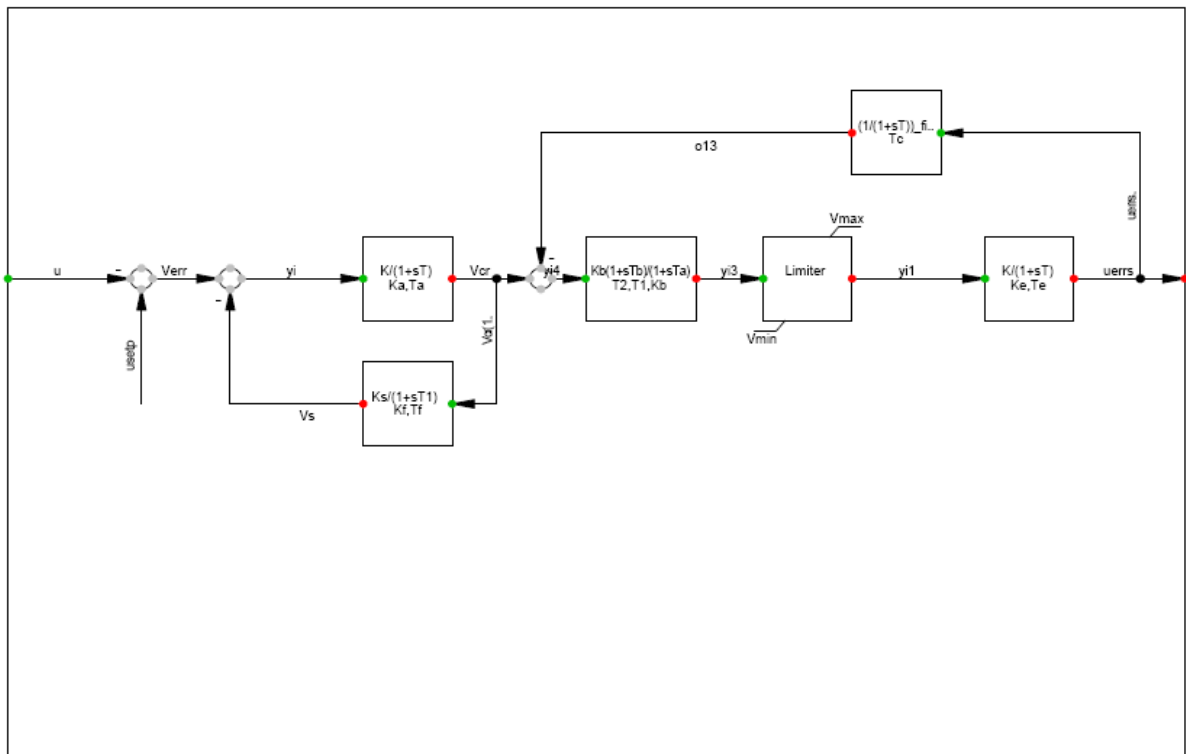 (1/(1+sT))_fi..
Tc
o13
uerrs.
Vmax
u
-
Verr
yi
K/(1+sT)
Ka,Ta
Vcr
-
yi4
Kb(1+sTb)/(1+sTa)
T2,T1,Kb
yi3
Limiter
yi1
K/(1+sT)
Ke,Te
uerrs
-
Vmin
usetp
Vs
Ks/(1+sT1)
Kf,Tf